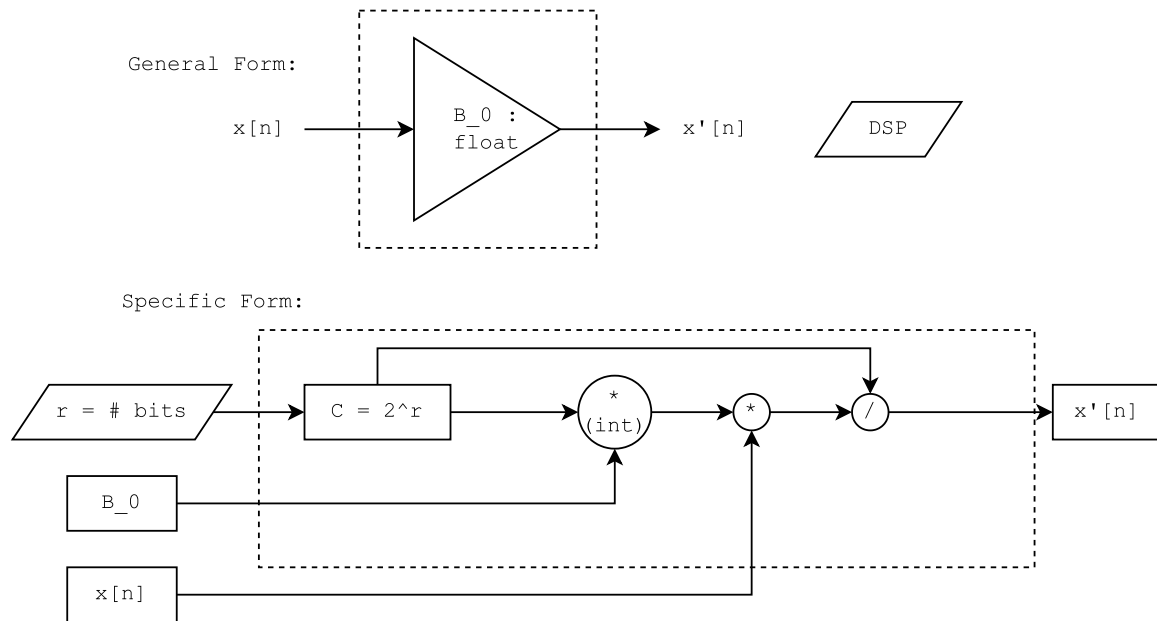 General Form:
x[n]
B_0 :
float
x'[n]
DSP
Specific Form:
r = # bits
C = 2^r
*
(int)
*
/
x'[n]
B_0
x[n]